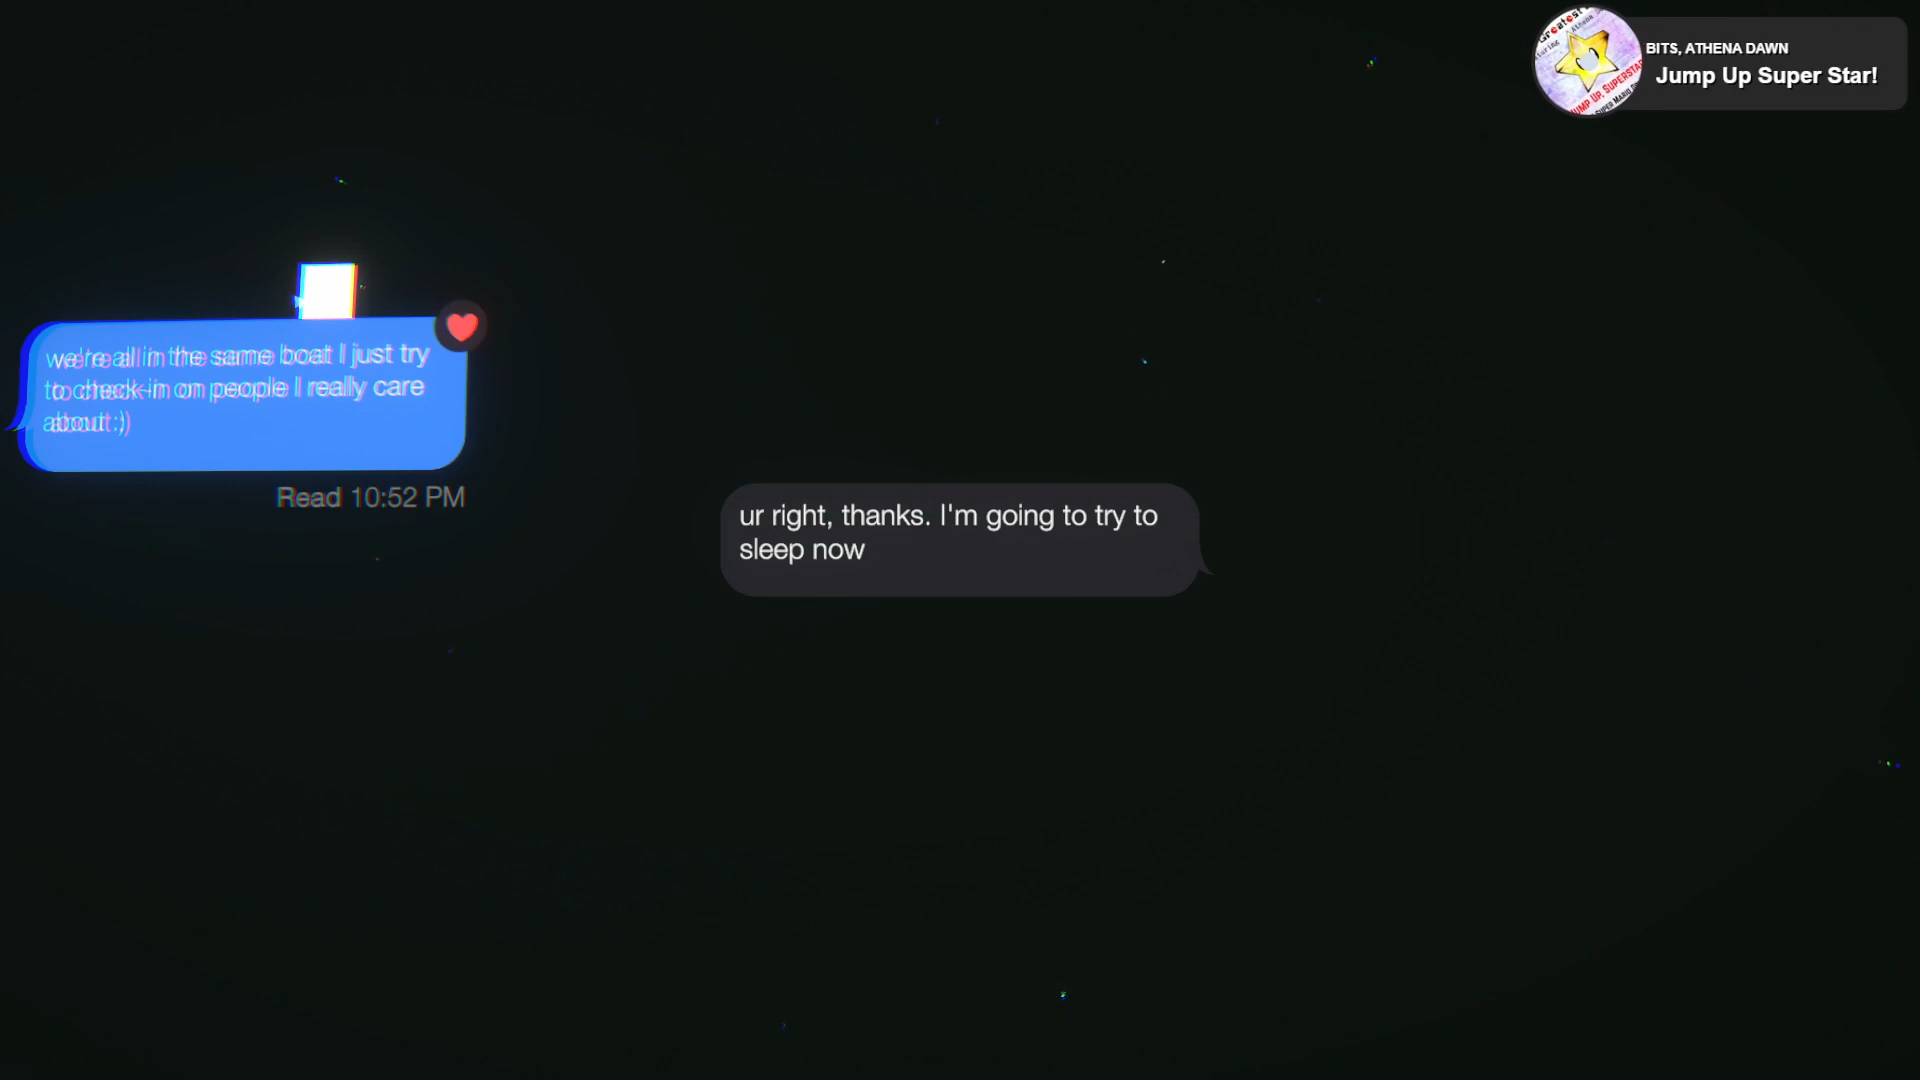 BITS, ATHENA DAWN
Jump Up Super Star!
we're all in the same boat I just try
to check-in on people I really care
about :)
Read 10:52 PM
ur right, thanks. I'm going to try to
sleep now